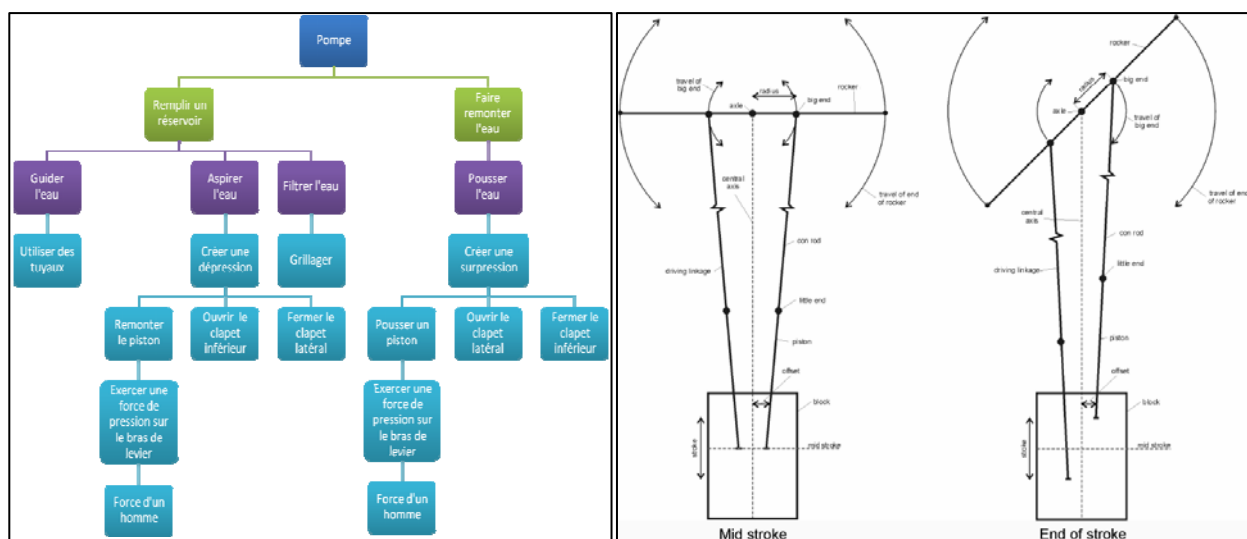 Pompe
Remplir un
réservoir
Faire
remonter
l'eau
Guider
l'eau
Aspirer
l'eau
Filtrer l'eau
Pousser
l'eau
Utiliser des
tuyaux
Créer une
dépression
Grillager
Créer une
surpression
Remonter
le piston
Ouvrir le
clapet
inférieur
Fermer le
clapet
latéral
Pousser un
piston
Ouvrir le
clapet
latéral
Fermer le
clapet
inférieur
Exercer une
force de
pression sur
le bras de
levier
Exercer une
force de
pression sur
le bras de
levier
Force d'un
homme
Force d'un
homme
travel of
big end
radius
axle
big end
rocker
central
axis
travel of end
of rocker
con rod
driving linkage
little end
piston
offset
block
stroke
mid stroke
Mid stroke
rocker
radius
big end
axle
travel of
big end
travel of end
of rocker
central
axis
con rod
driving linkage
little end
piston
offset
block
stroke
mid stroke
End of stroke